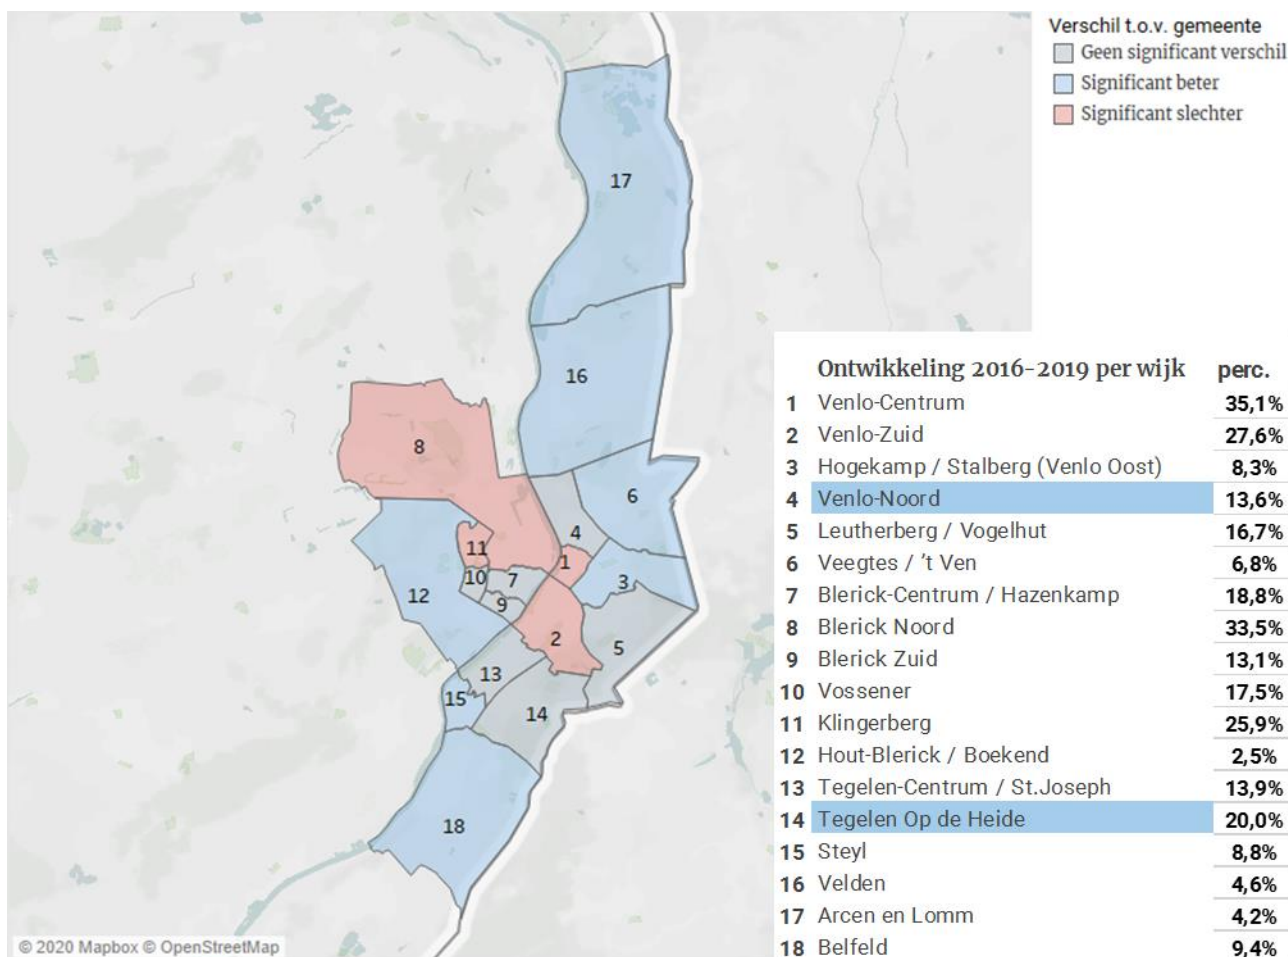 Verschil t.o.v. gemeente
Geen significant verschil
Significant beter
Significant slechter
17
16
8
6
4
11
1
10
7
3
12
9
2
5
13
15
14
18
Ontwikkeling 2016-2019 per wijk perc.
1 Venlo-Centrum 35,1%
2 Venlo-Zuid 27,6%
3 Hogekamp / Stalberg (Venlo Oost) 8,3%
4 Venlo-Noord 13,6%
5 Leutherberg / Vogelhut 16,7%
6 Veegtes / 't Ven 6,8%
7 Blerick-Centrum / Hazenkamp 18,8%
8 Blerick Noord 33,5%
9 Blerick Zuid 13,1%
10 Vossener 17,5%
11 Klingerberg 25,9%
12 Hout-Blerick / Boekend 2,5%
13 Tegelen-Centrum / St.Joseph 13,9%
14 Tegelen Op de Heide 20,0%
15 Steyl 8,8%
16 Velden 4,6%
17 Arcen en Lomm 4,2%
18 Belfeld 9,4%
© 2020 Mapbox © OpenStreetMap